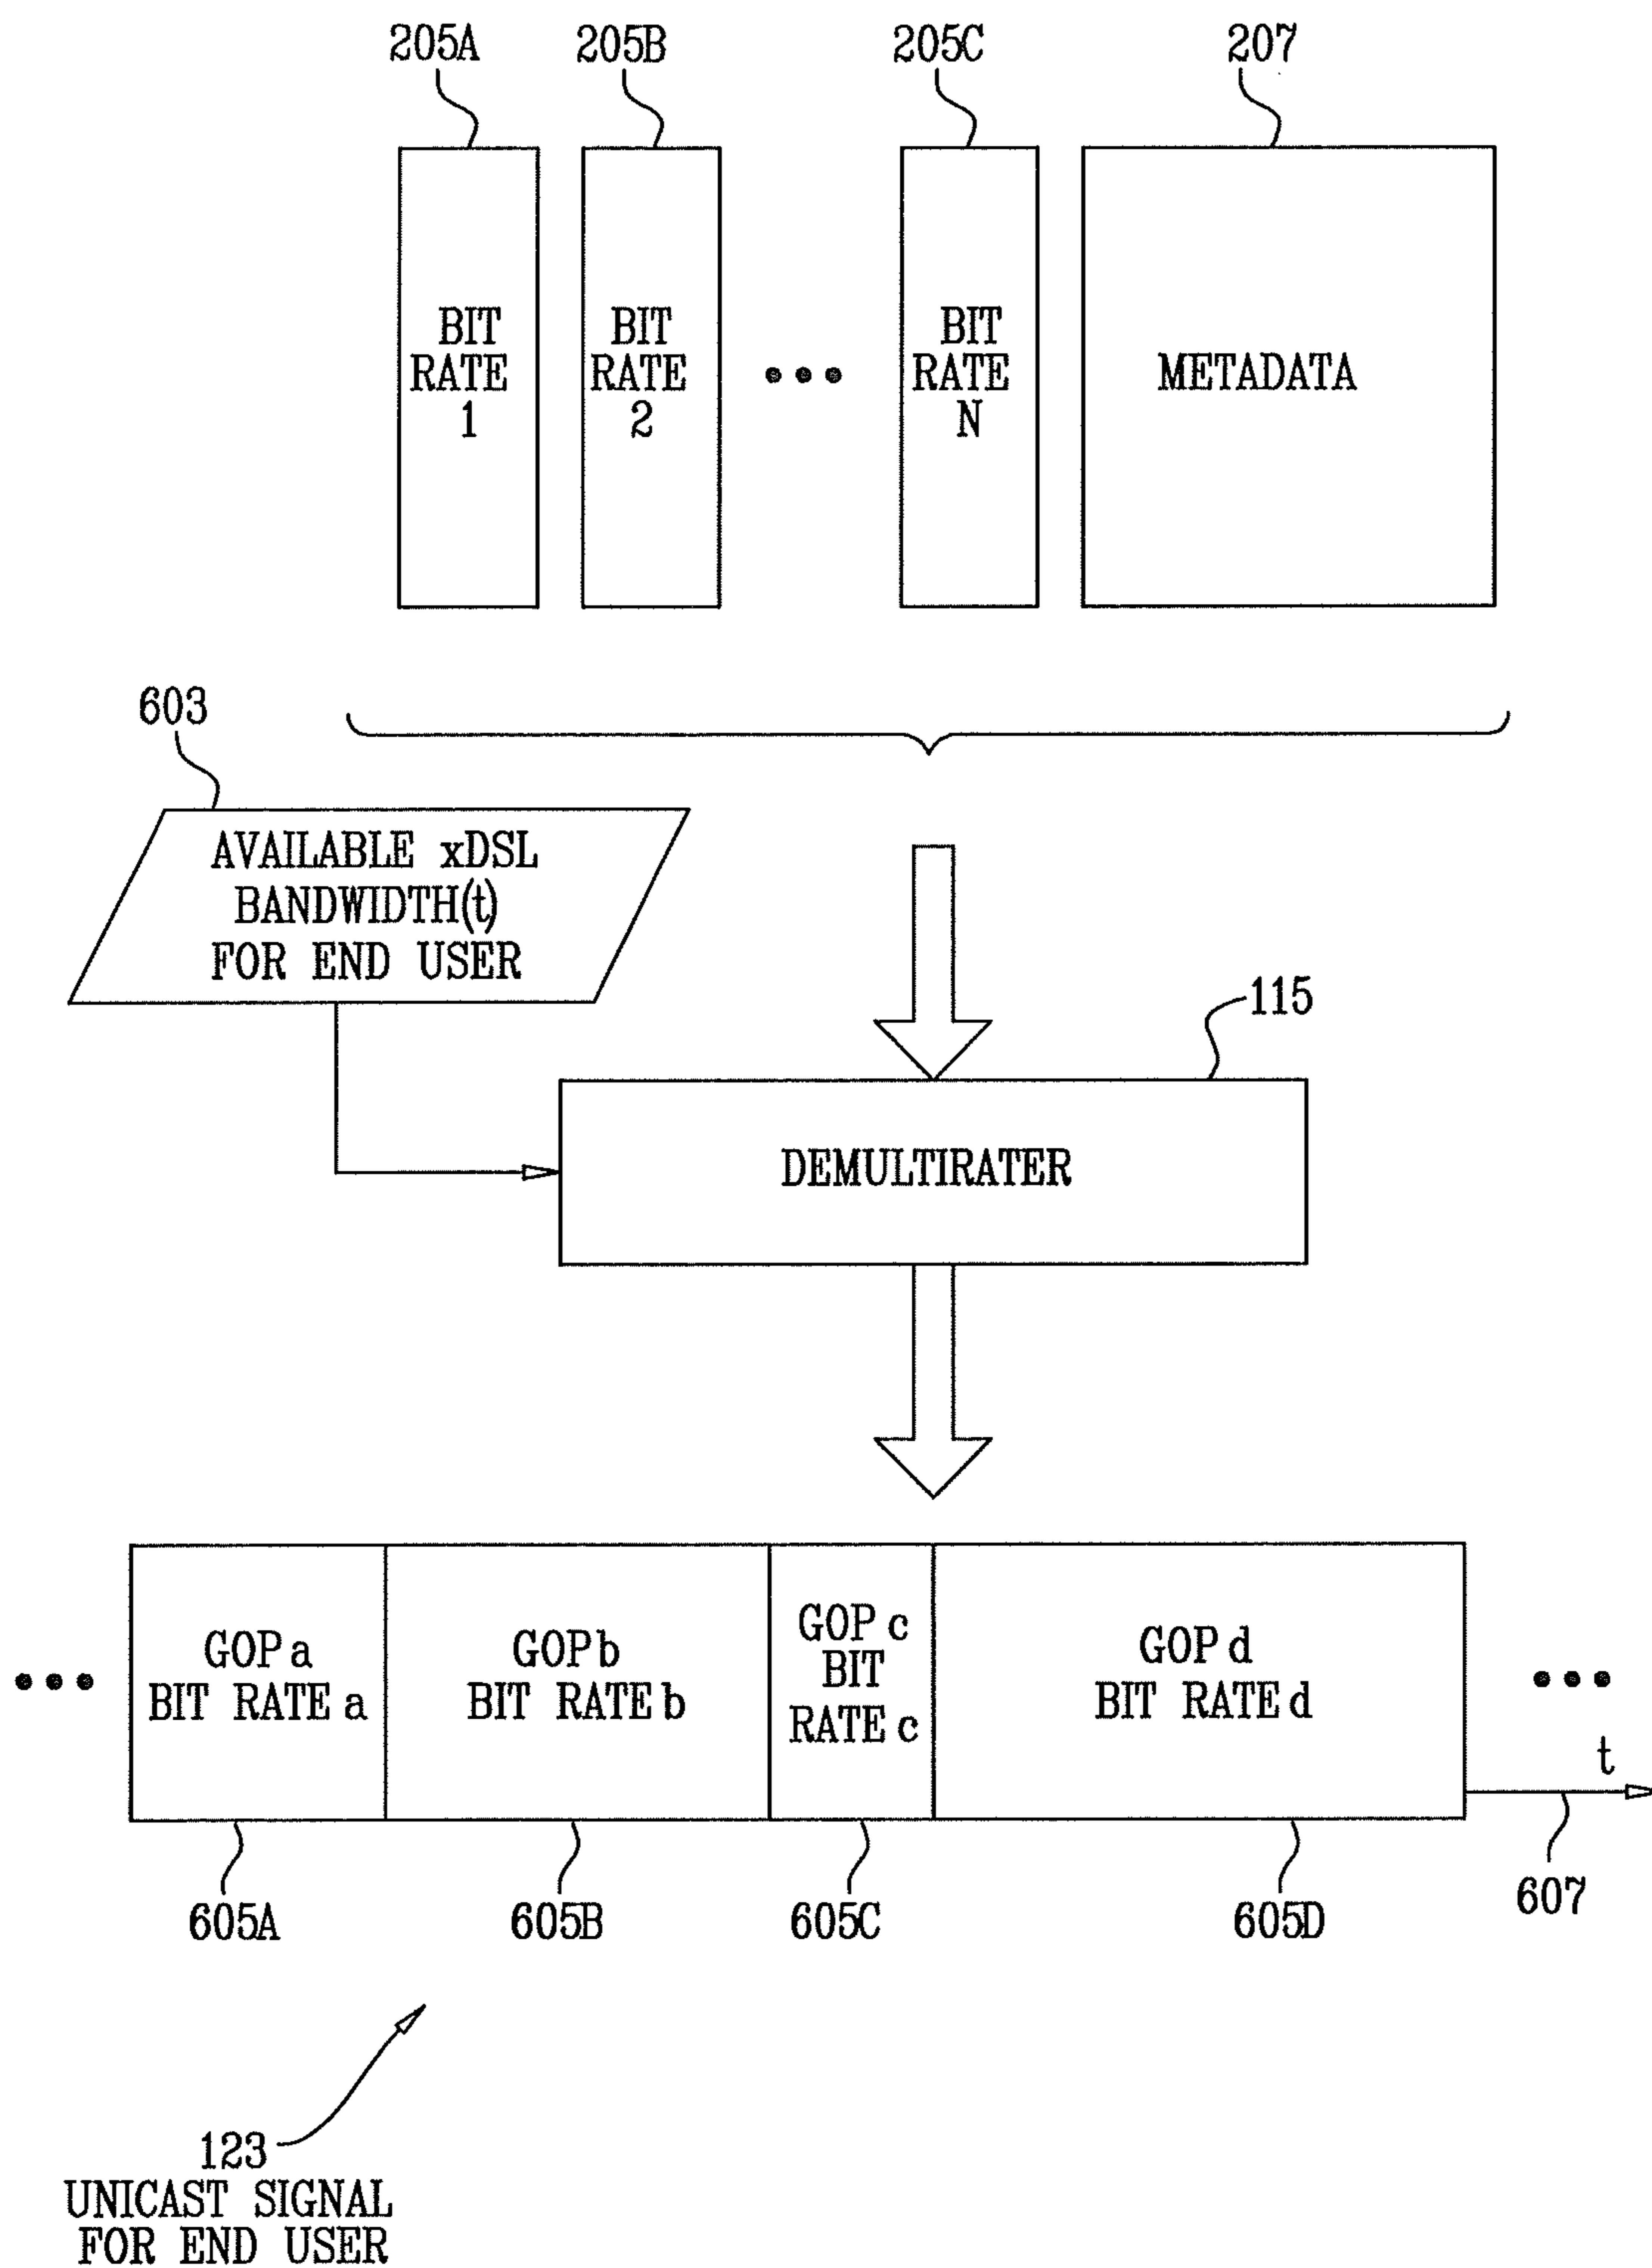 205A 205B 205C 207
BIT RATE 1
BIT RATE 2
BIT RATE N
METADATA
603
AVAILABLE xDSL
BANDWIDTH(t)
FOR END USER
115
DEMULTIRATER
GOP a
BIT RATE a
GOP b
BIT RATE b
GOP c
BIT
RATE c
GOP d
BIT RATE d
t
605A 605B 605C 605D 607
123
UNICAST SIGNAL
FOR END USER